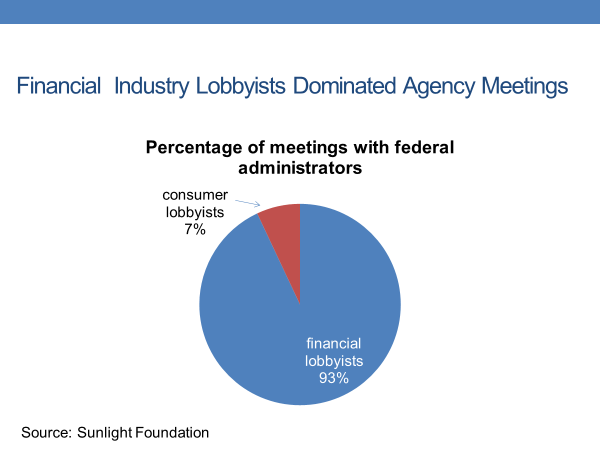 Financial  Industry Lobbyists Dominated Agency Meetings
Percentage of meetings with federal
administrators
consumer
lobbyists
7%
financial
lobbyists
93%
Source: Sunlight Foundation